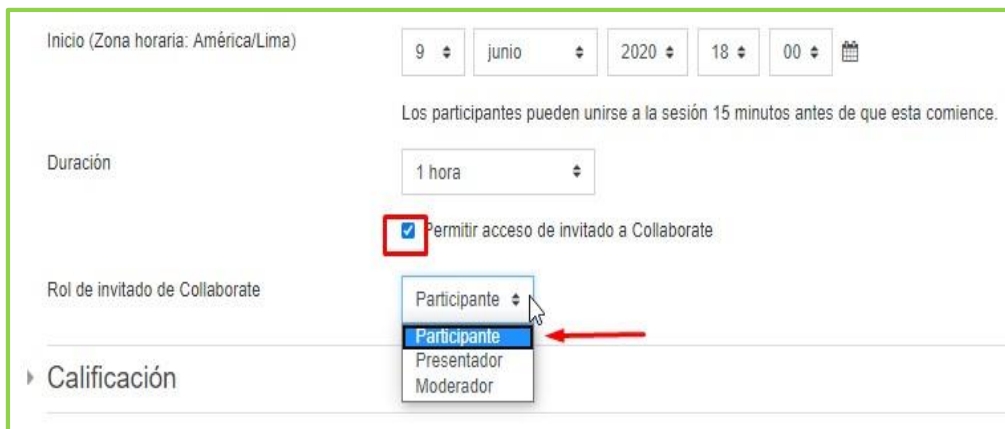 Inicio (Zona horaria: América/Lima)
9 junio 2020 18 00
Los participantes pueden unirse a la sesión 15 minutos antes de que esta comience.
Duración
1 hora
Permitir acceso de invitado a Collaborate
Rol de invitado de Collaborate
Participante
Participante
Presentador
Moderador
Calificación